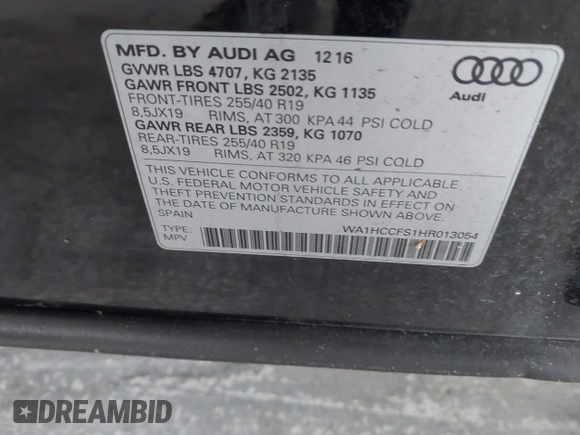 MFD. BY AUDI AG 12 16
GVWR LBS 4707, KG 2135
GAWR FRONT LBS 2502, KG 1135
FRONT-TIRES 255/40 R19
8,5JX19 RIMS, AT 300 KPA 44 PSI COLD
GAWR REAR LBS 2359, KG 1070
REAR-TIRES 255/40 R19
8,5JX19 RIMS, AT 320 KPA 46 PSI COLD
THIS VEHICLE CONFORMS TO ALL APPLICABLE
U.S. FEDERAL MOTOR VEHICLE SAFETY AND
THEFT PREVENTION STANDARDS IN EFFECT ON
THE DATE OF MANUFACTURE SHOWN ABOVE.
SPAIN
TYPE:
MPV
WA1HCCFS1HR013054
Audi
DREAMBID